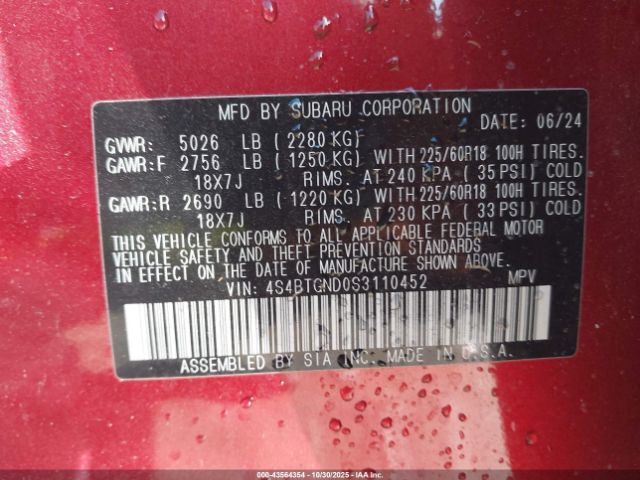 MFD BY SUBARU CORPORATION
DATE: 06/24
GVWR: 5026 LB ( 2280 KG)
GAWR:F 2756 LB ( 1250 KG) WITH 225/60R18 100H TIRES.
18X7J RIMS. AT 240 KPA ( 35 PSI) COLD
GAWR:R 2690 LB ( 1220 KG) WITH 225/60R18 100H TIRES.
18X7J RIMS. AT 230 KPA ( 33 PSI) COLD
THIS VEHICLE CONFORMS TO ALL APPLICABLE FEDERAL MOTOR
VEHICLE SAFETY AND THEFT PREVENTION STANDARDS
IN EFFECT ON THE DATE OF MANUFACTURE SHOWN ABOVE.
VIN: 4S4BTGND0S3110452 MPV
ASSEMBLED BY SIA INC. MADE IN U.S.A.
000-43564354 | 10/30/2025 - IAA Inc.